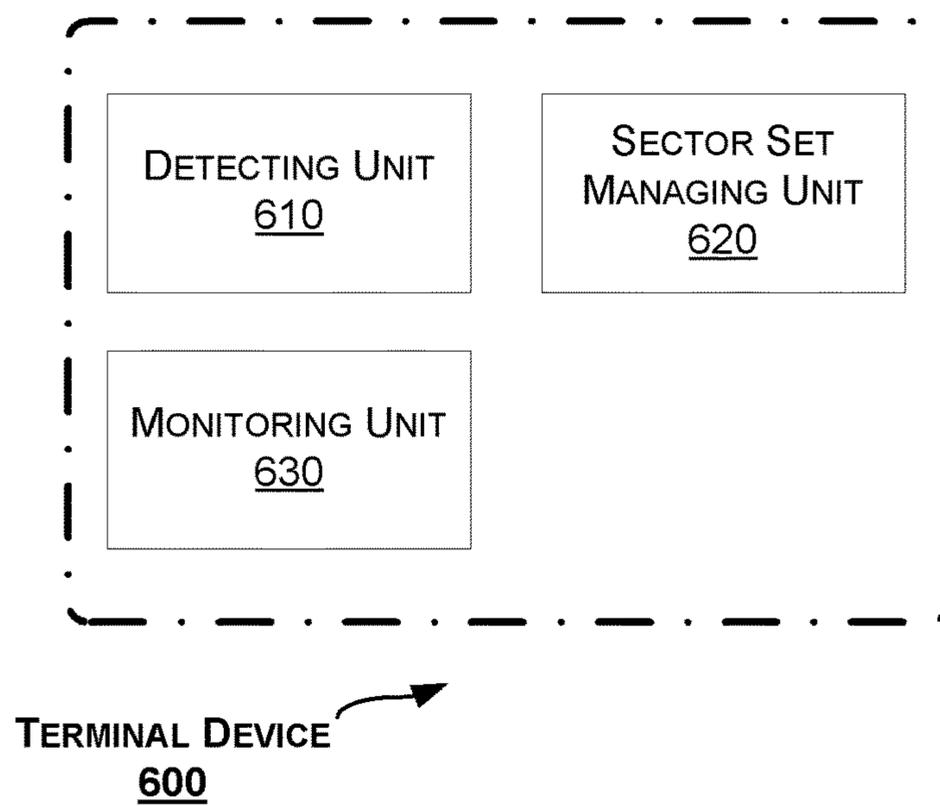 DETECTING UNIT
610
SECTOR SET
MANAGING UNIT
620
MONITORING UNIT
630
TERMINAL DEVICE
600